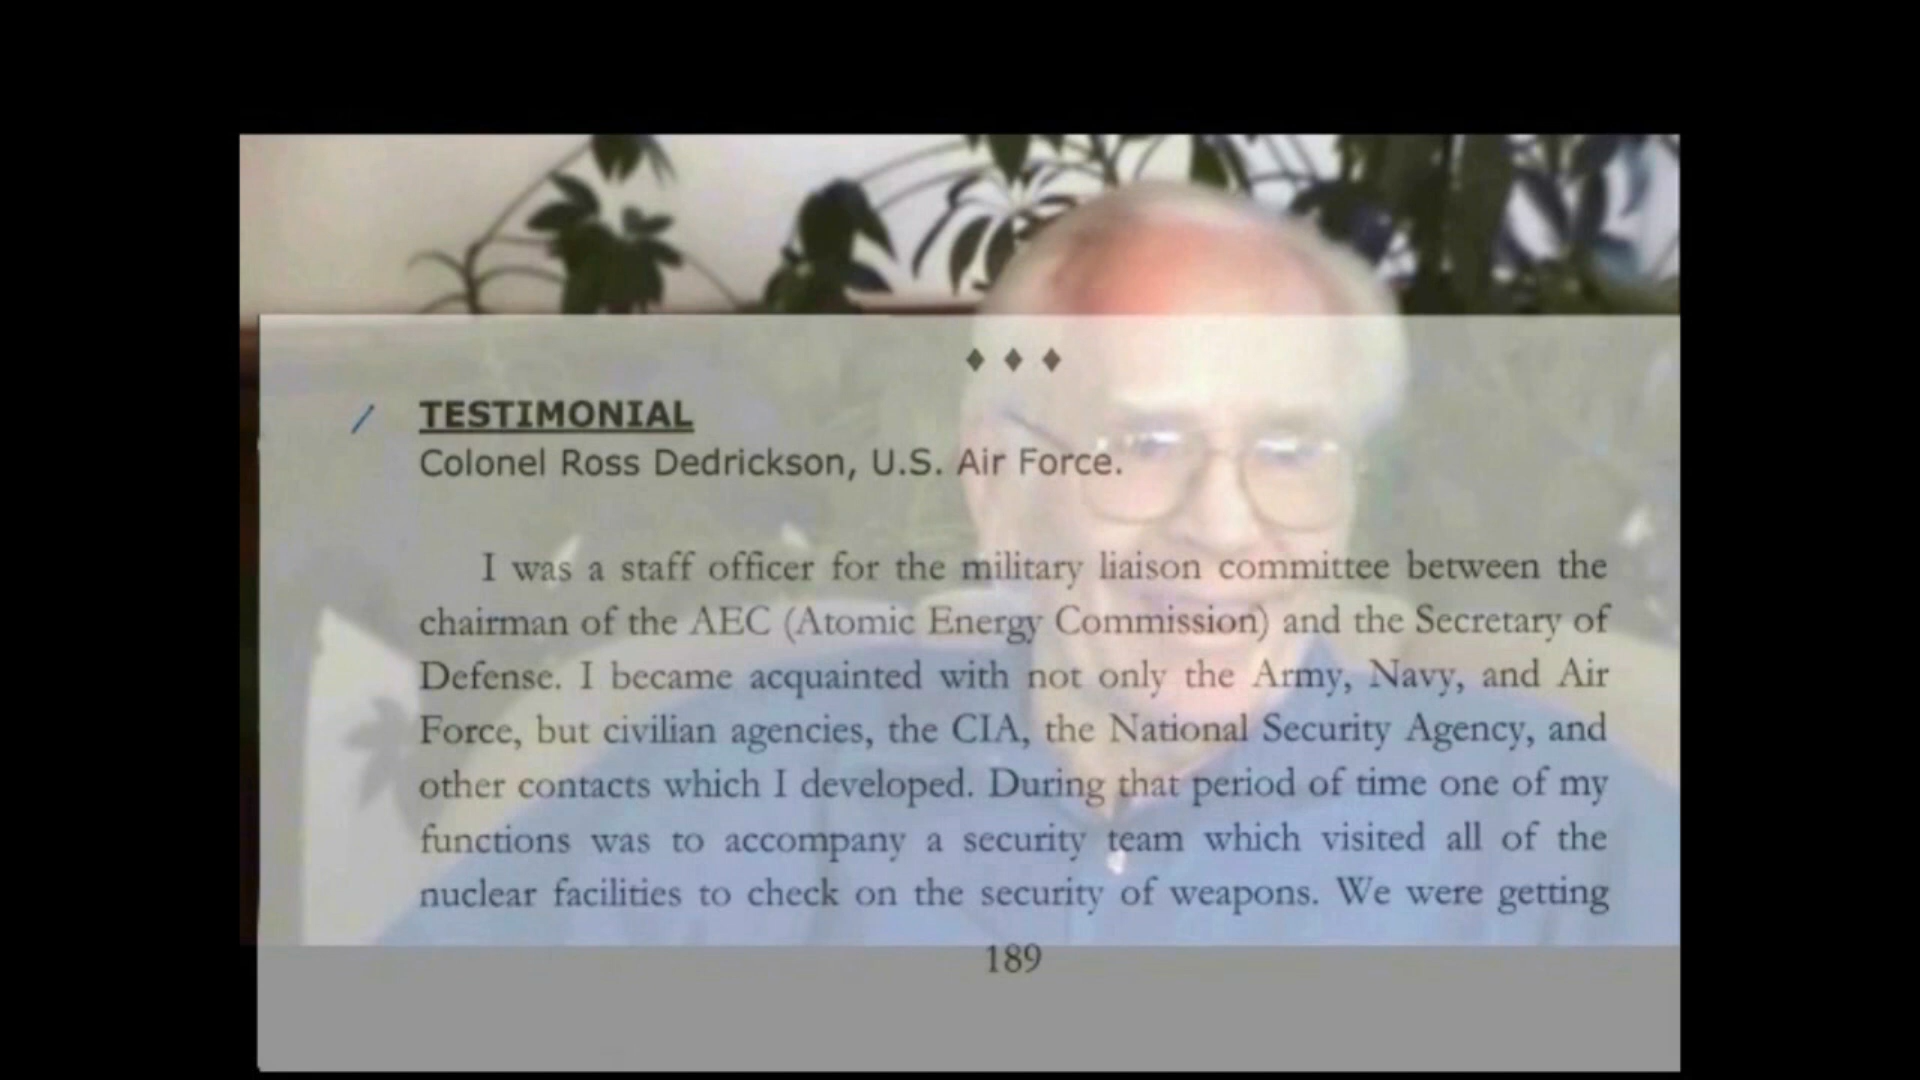 ♦ ♦ ♦
TESTIMONIAL
Colonel Ross Dedrickson, U.S. Air Force.
I was a staff officer for the military liaison committee between the
chairman of the AEC (Atomic Energy Commission) and the Secretary of
Defense. I became acquainted with not only the Army, Navy, and Air
Force, but civilian agencies, the CIA, the National Security Agency, and
other contacts which I developed. During that period of time one of my
functions was to accompany a security team which visited all of the
nuclear facilities to check on the security of weapons. We were getting
189